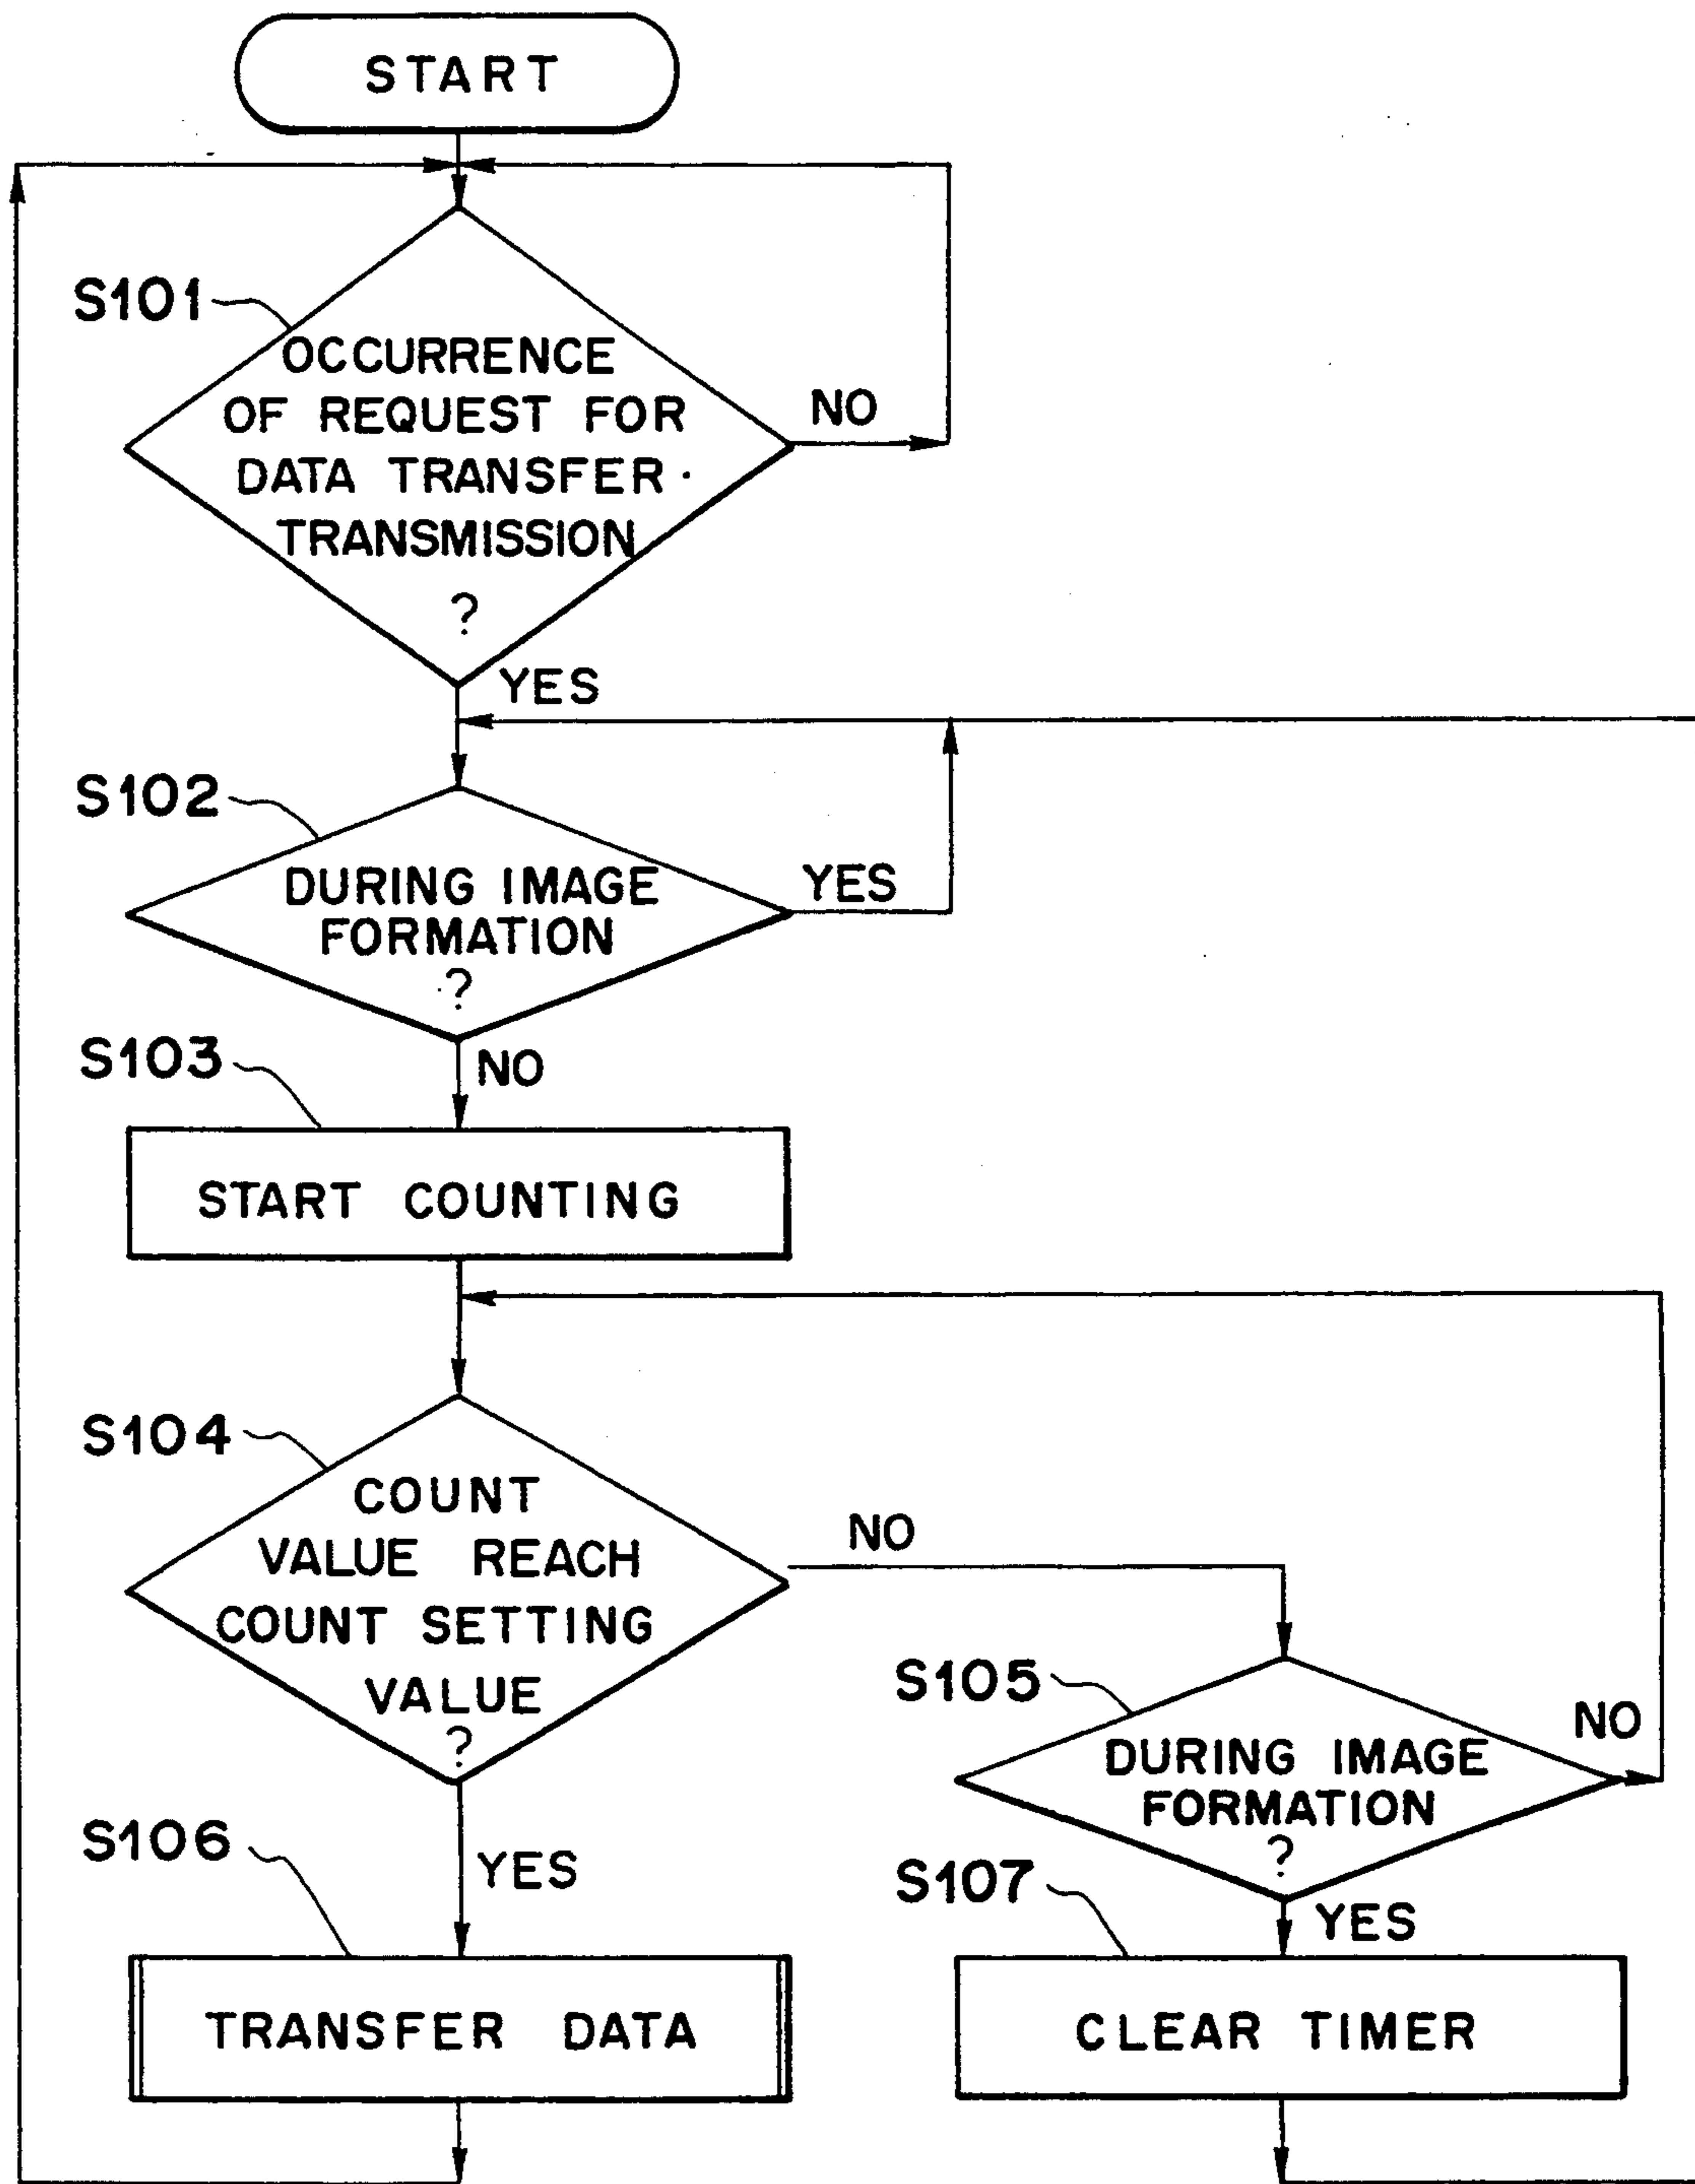 START
S101
OCCURRENCE
OF REQUEST FOR
DATA TRANSFER
TRANSMISSION
?
NO
YES
S102
DURING IMAGE
FORMATION
?
YES
NO
S103
START COUNTING
S104
COUNT
VALUE REACH
COUNT SETTING
VALUE
?
NO
YES
S105
DURING IMAGE
FORMATION
?
NO
YES
S106
TRANSFER DATA
S107
CLEAR TIMER